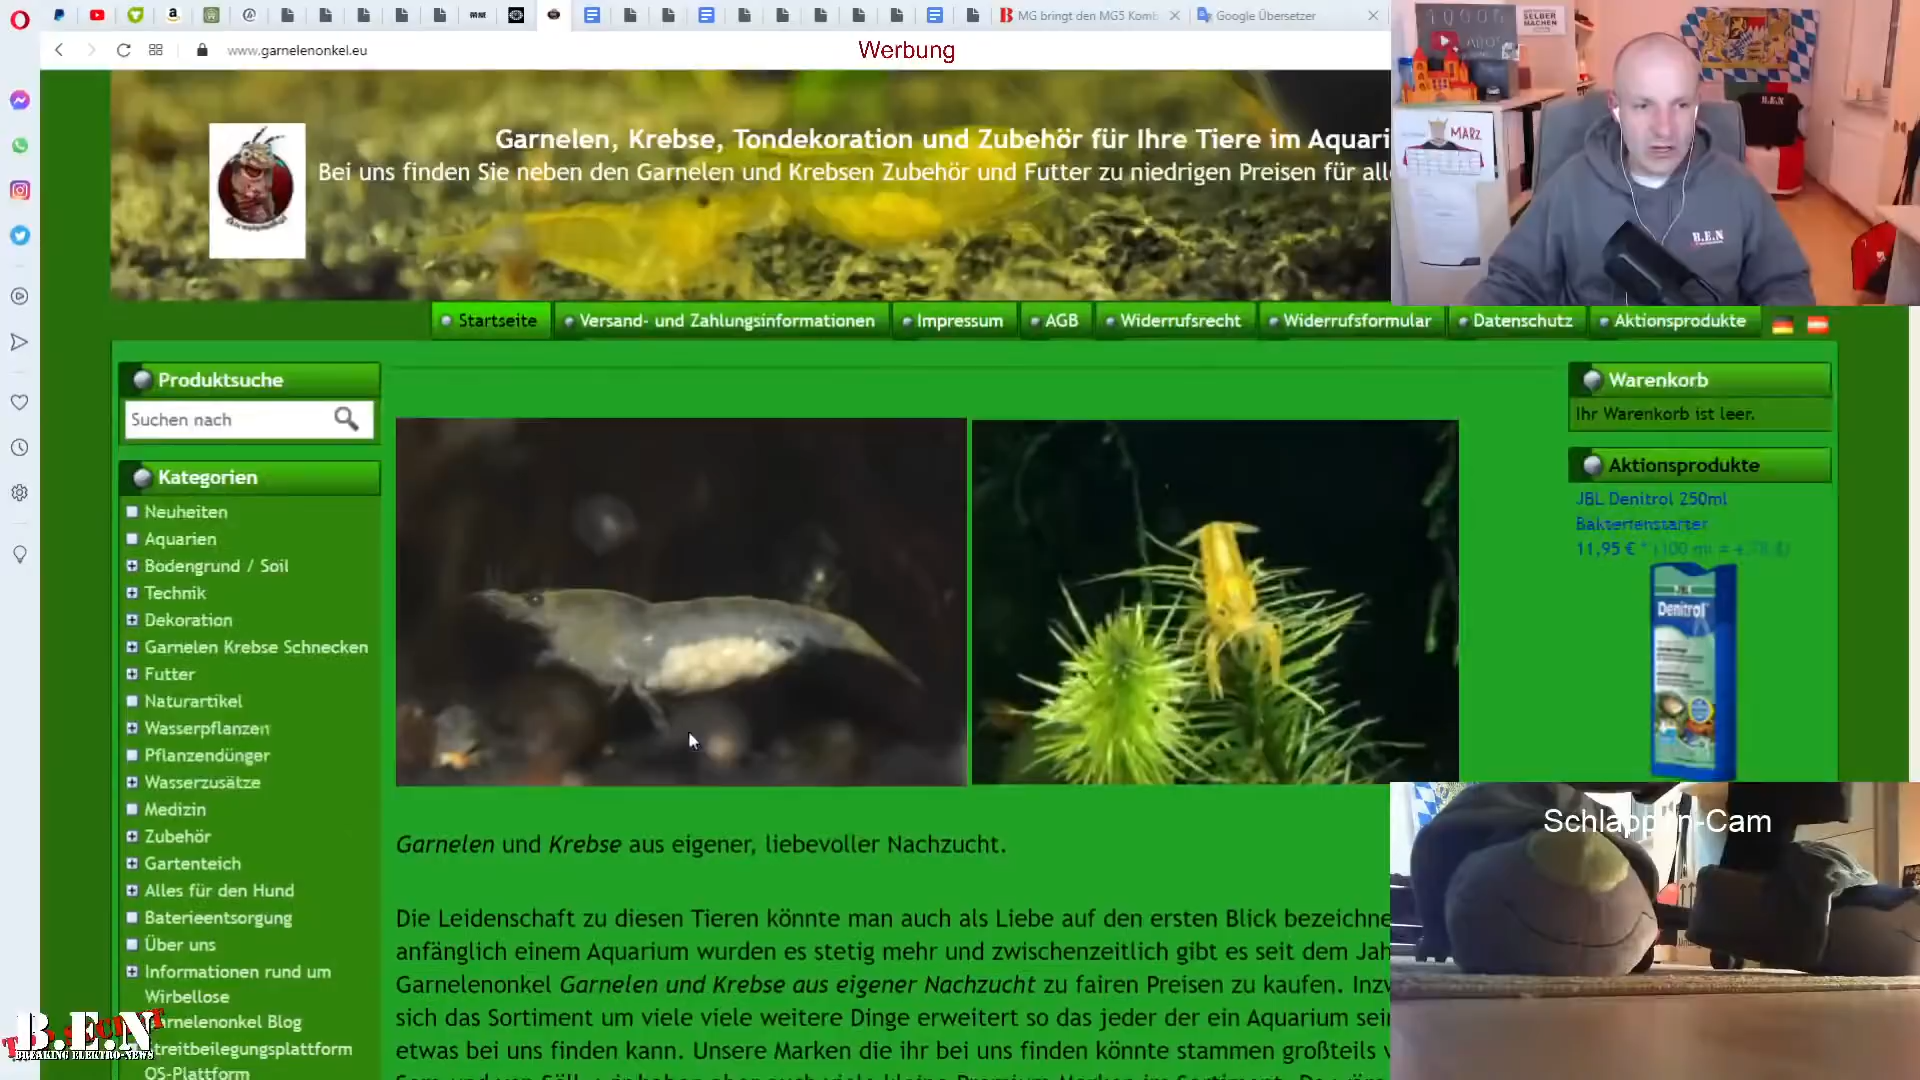 MG bringt den MG5 Komb
Google Übersetzer
www.garnelenonkel.eu
Werbung
Garnelen, Krebse, Tondekoration und Zubehör für Ihre Tiere im Aquari
Bei uns finden Sie neben den Garnelen und Krebsen Zubehör und Futter zu niedrigen Preisen für alle
SELBER
MACHEN
MÄRZ
B.E.N
B.E.N
Startseite
Versand- und Zahlungsinformationen
Impressum
AGB
Widerrufsrecht
Widerrufsformular
Datenschutz
Aktionsprodukte
Produktsuche
Suchen nach
Kategorien
Neuheiten
Aquarien
Bodengrund / Soil
Technik
Dekoration
Garnelen Krebse Schnecken
Futter
Naturartikel
Wasserpflanzen
Pflanzendünger
Wasserzusätze
Medizin
Zubehör
Gartenteich
Alles für den Hund
Baterieentsorgung
Über uns
Informationen rund um
Wirbellose
rnelenonkel Blog
treitbeilegungsplattform
OS-Plattform
Garnelen und Krebse aus eigener, liebevoller Nachzucht.
Die Leidenschaft zu diesen Tieren könnte man auch als Liebe auf den ersten Blick bezeichne
anfänglich einem Aquarium wurden es stetig mehr und zwischenzeitlich gibt es seit dem Jah
Garnelenonkel Garnelen und Krebse aus eigener Nachzucht zu fairen Preisen zu kaufen. Inzw
sich das Sortiment um viele viele weitere Dinge erweitert so das jeder der ein Aquarium sein
etwas bei uns finden kann. Unsere Marken die ihr bei uns finden könnte stammen großteils v
Warenkorb
Ihr Warenkorb ist leer.
Aktionsprodukte
JBL Denitrol 250ml
Bakterienstarter
11,95 € *
Denitrol
Schlappen-Cam
B.E.N
BREAKING ELEKTRO-NEWS